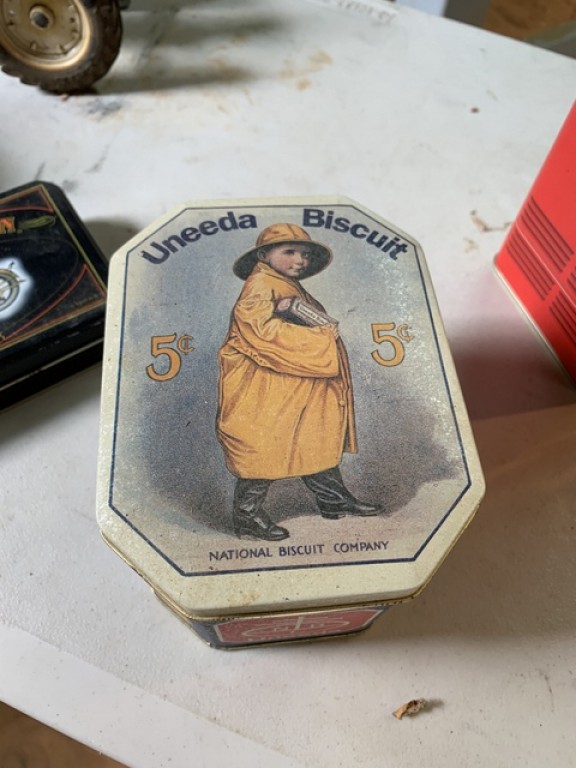 Uneeda Biscuit
5¢ 5¢
NATIONAL BISCUIT COMPANY